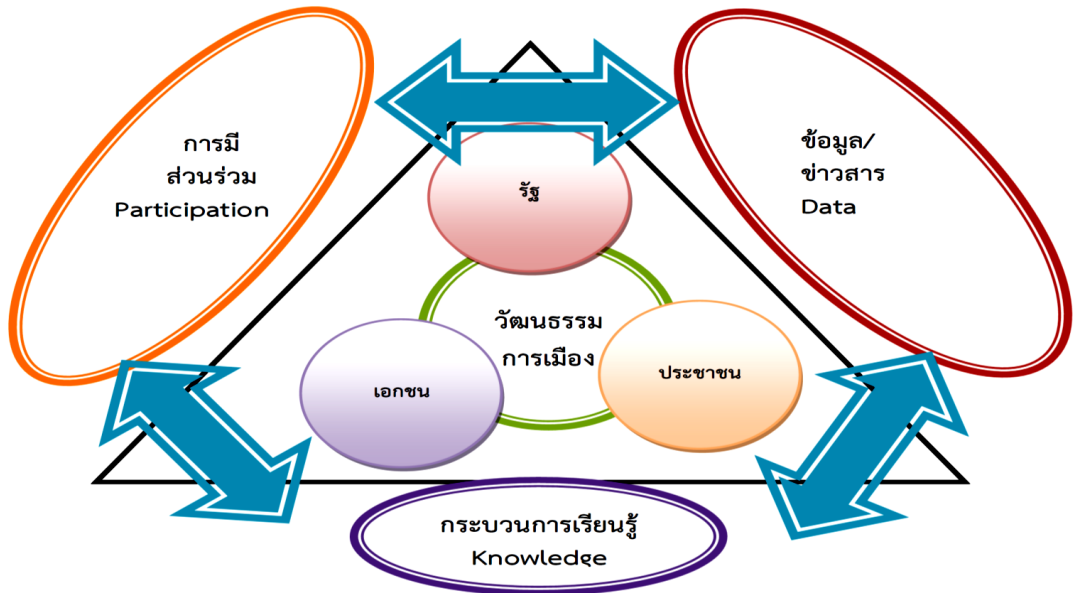 การมี
ส่วนร่วม
Participation
ข้อมูล/
ข่าวสาร
Data
รัฐ
วัฒนธรรม
การเมือง
เอกชน
ประชาชน
กระบวนการเรียนรู้
Knowledge